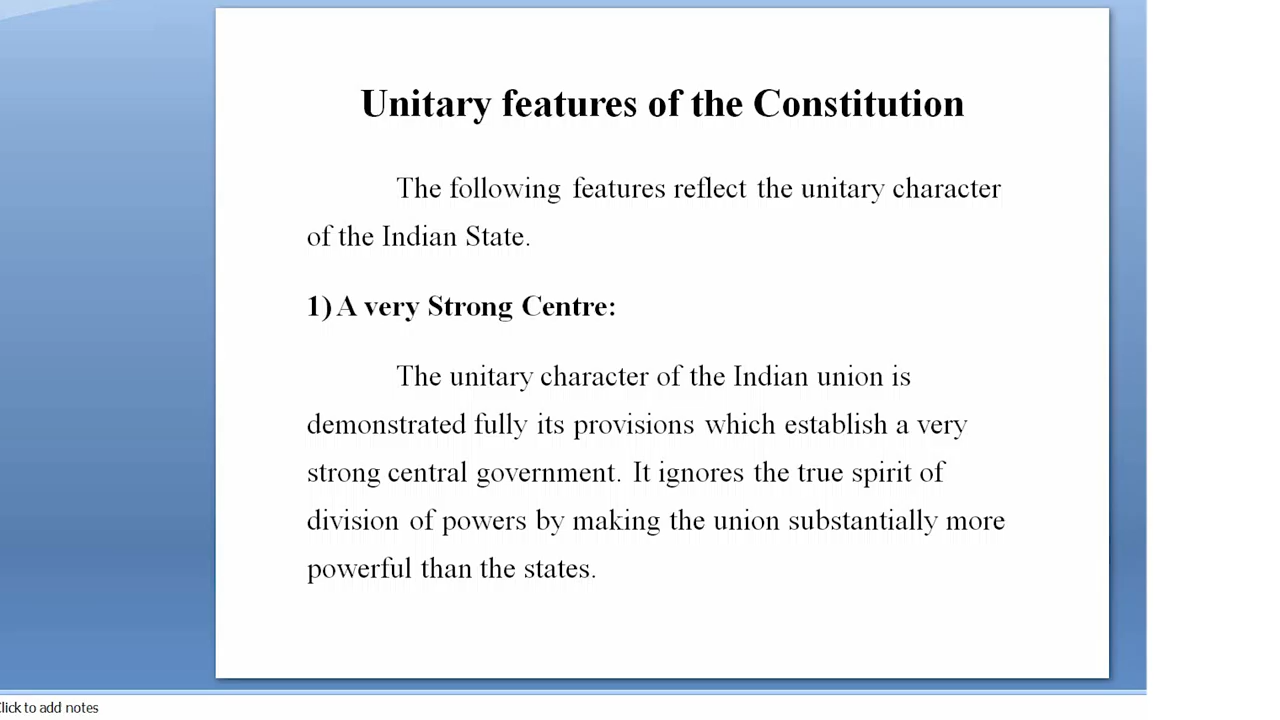 Unitary features of the Constitution
The following features reflect the unitary character
of the Indian State.
1) A very Strong Centre:
The unitary character of the Indian union is
demonstrated fully its provisions which establish a very
strong central government. It ignores the true spirit of
division of powers by making the union substantially more
powerful than the states.
lick to add notes